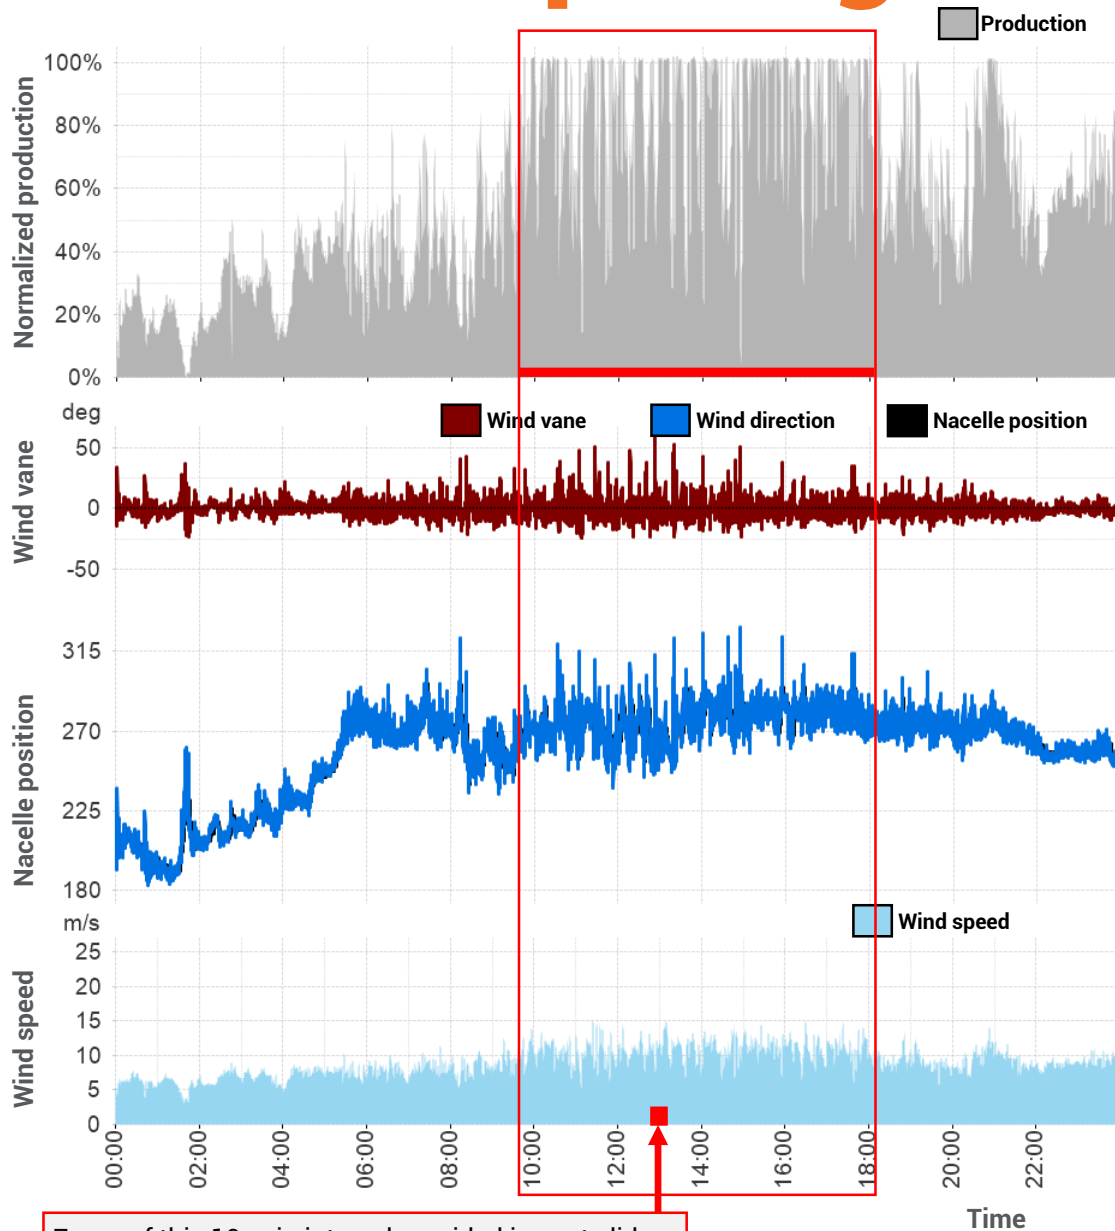 Production
Normalized production
100%
80%
60%
40%
20%
0%
deg
Wind vane
Wind direction
Nacelle position
Wind vane
50
0
-50
Nacelle position
315
270
225
180
m/s
Wind speed
Wind speed
25
20
15
10
5
0
00:00
02:00
04:00
06:00
08:00
10:00
12:00
14:00
16:00
18:00
20:00
22:00
Time